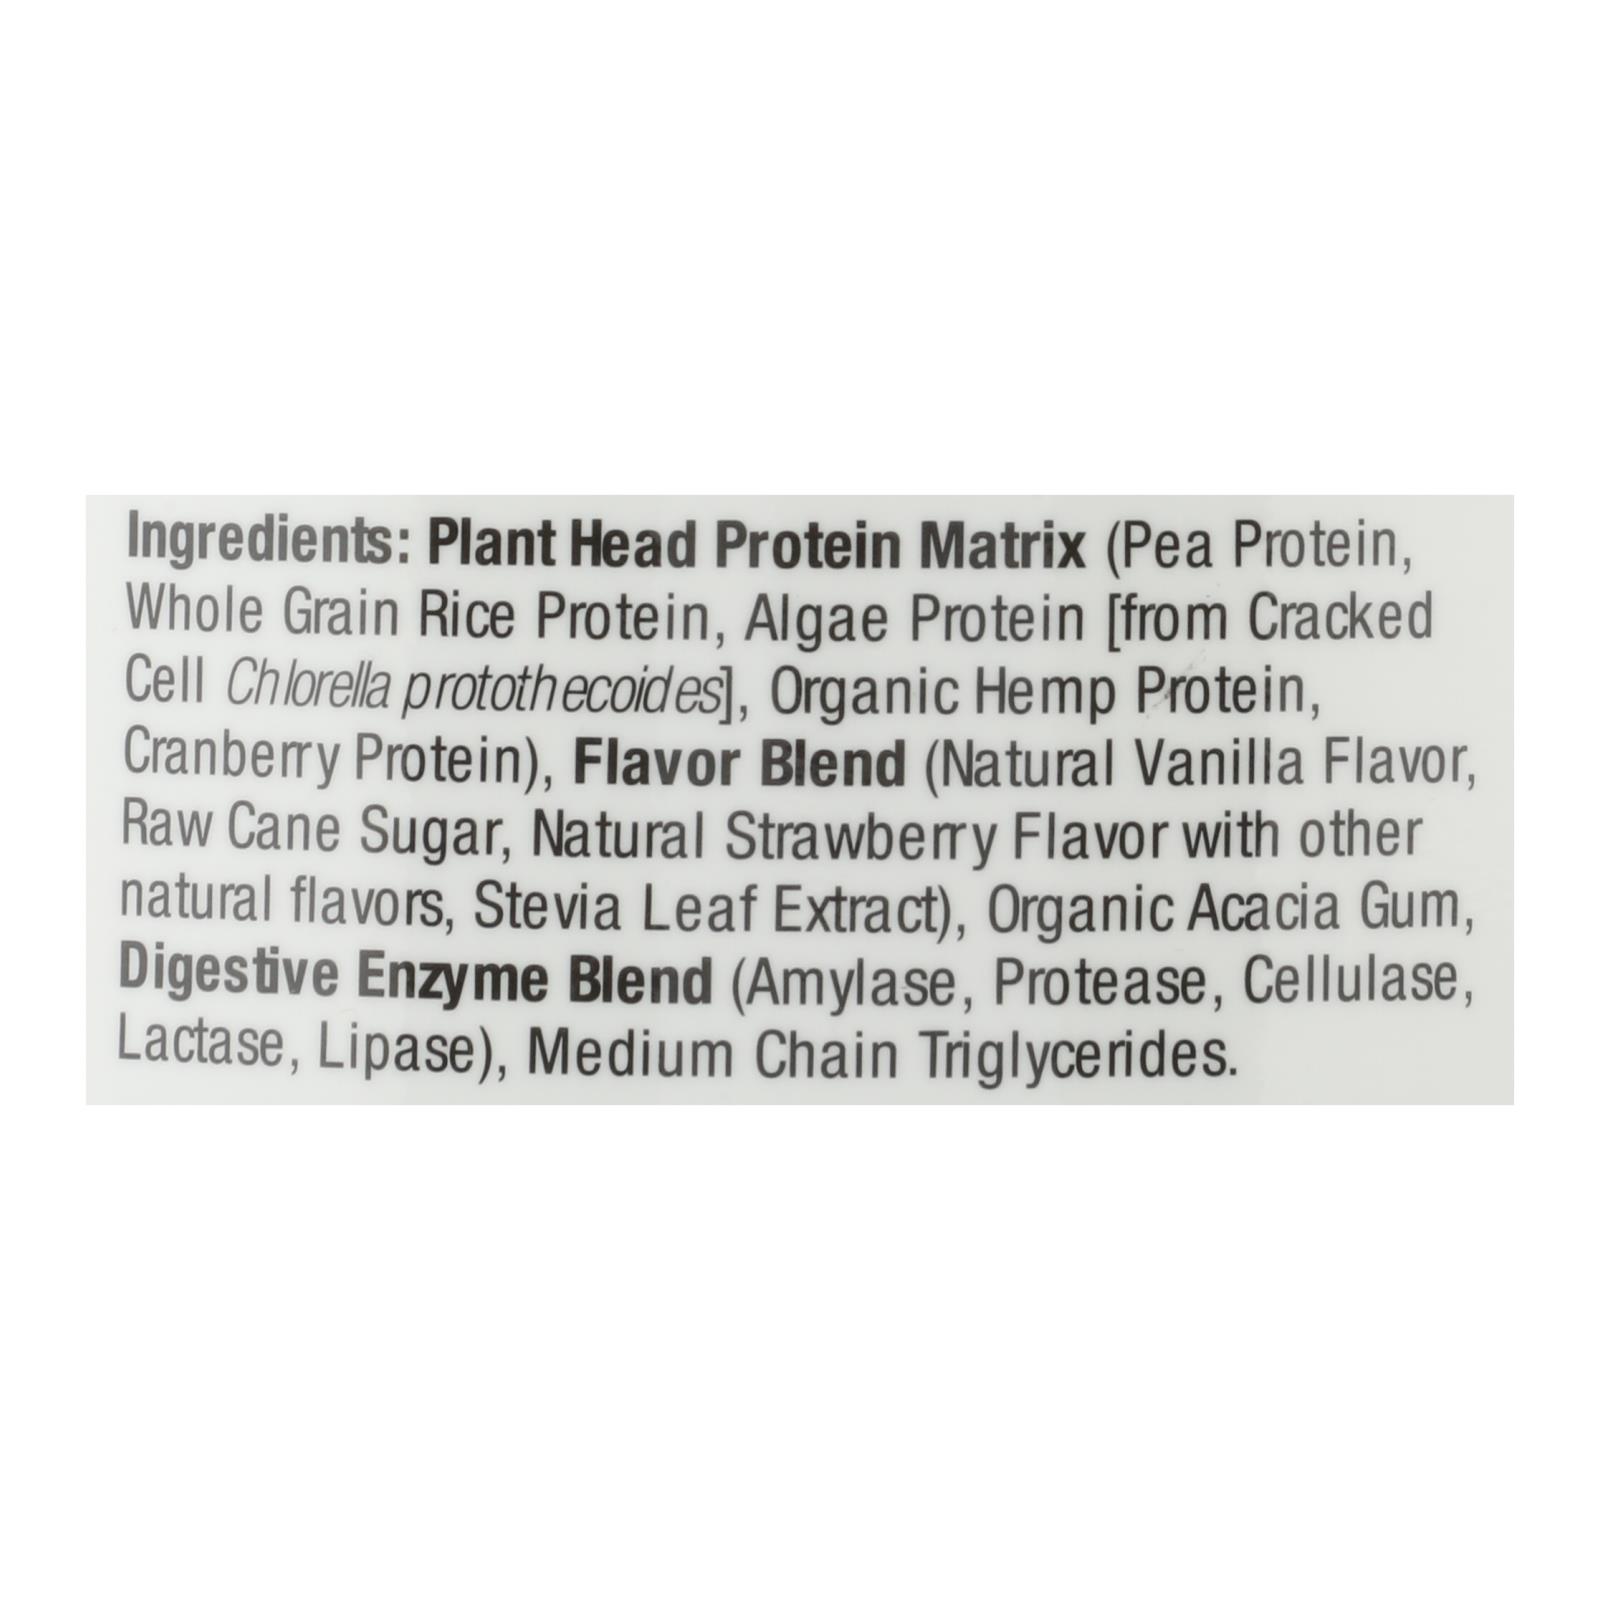 Ingredients: Plant Head Protein Matrix (Pea Protein,
Whole Grain Rice Protein, Algae Protein [from Cracked
Cell Chlorella protothecoides], Organic Hemp Protein,
Cranberry Protein), Flavor Blend (Natural Vanilla Flavor,
Raw Cane Sugar, Natural Strawberry Flavor with other
natural flavors, Stevia Leaf Extract), Organic Acacia Gum,
Digestive Enzyme Blend (Amylase, Protease, Cellulase,
Lactase, Lipase), Medium Chain Triglycerides.